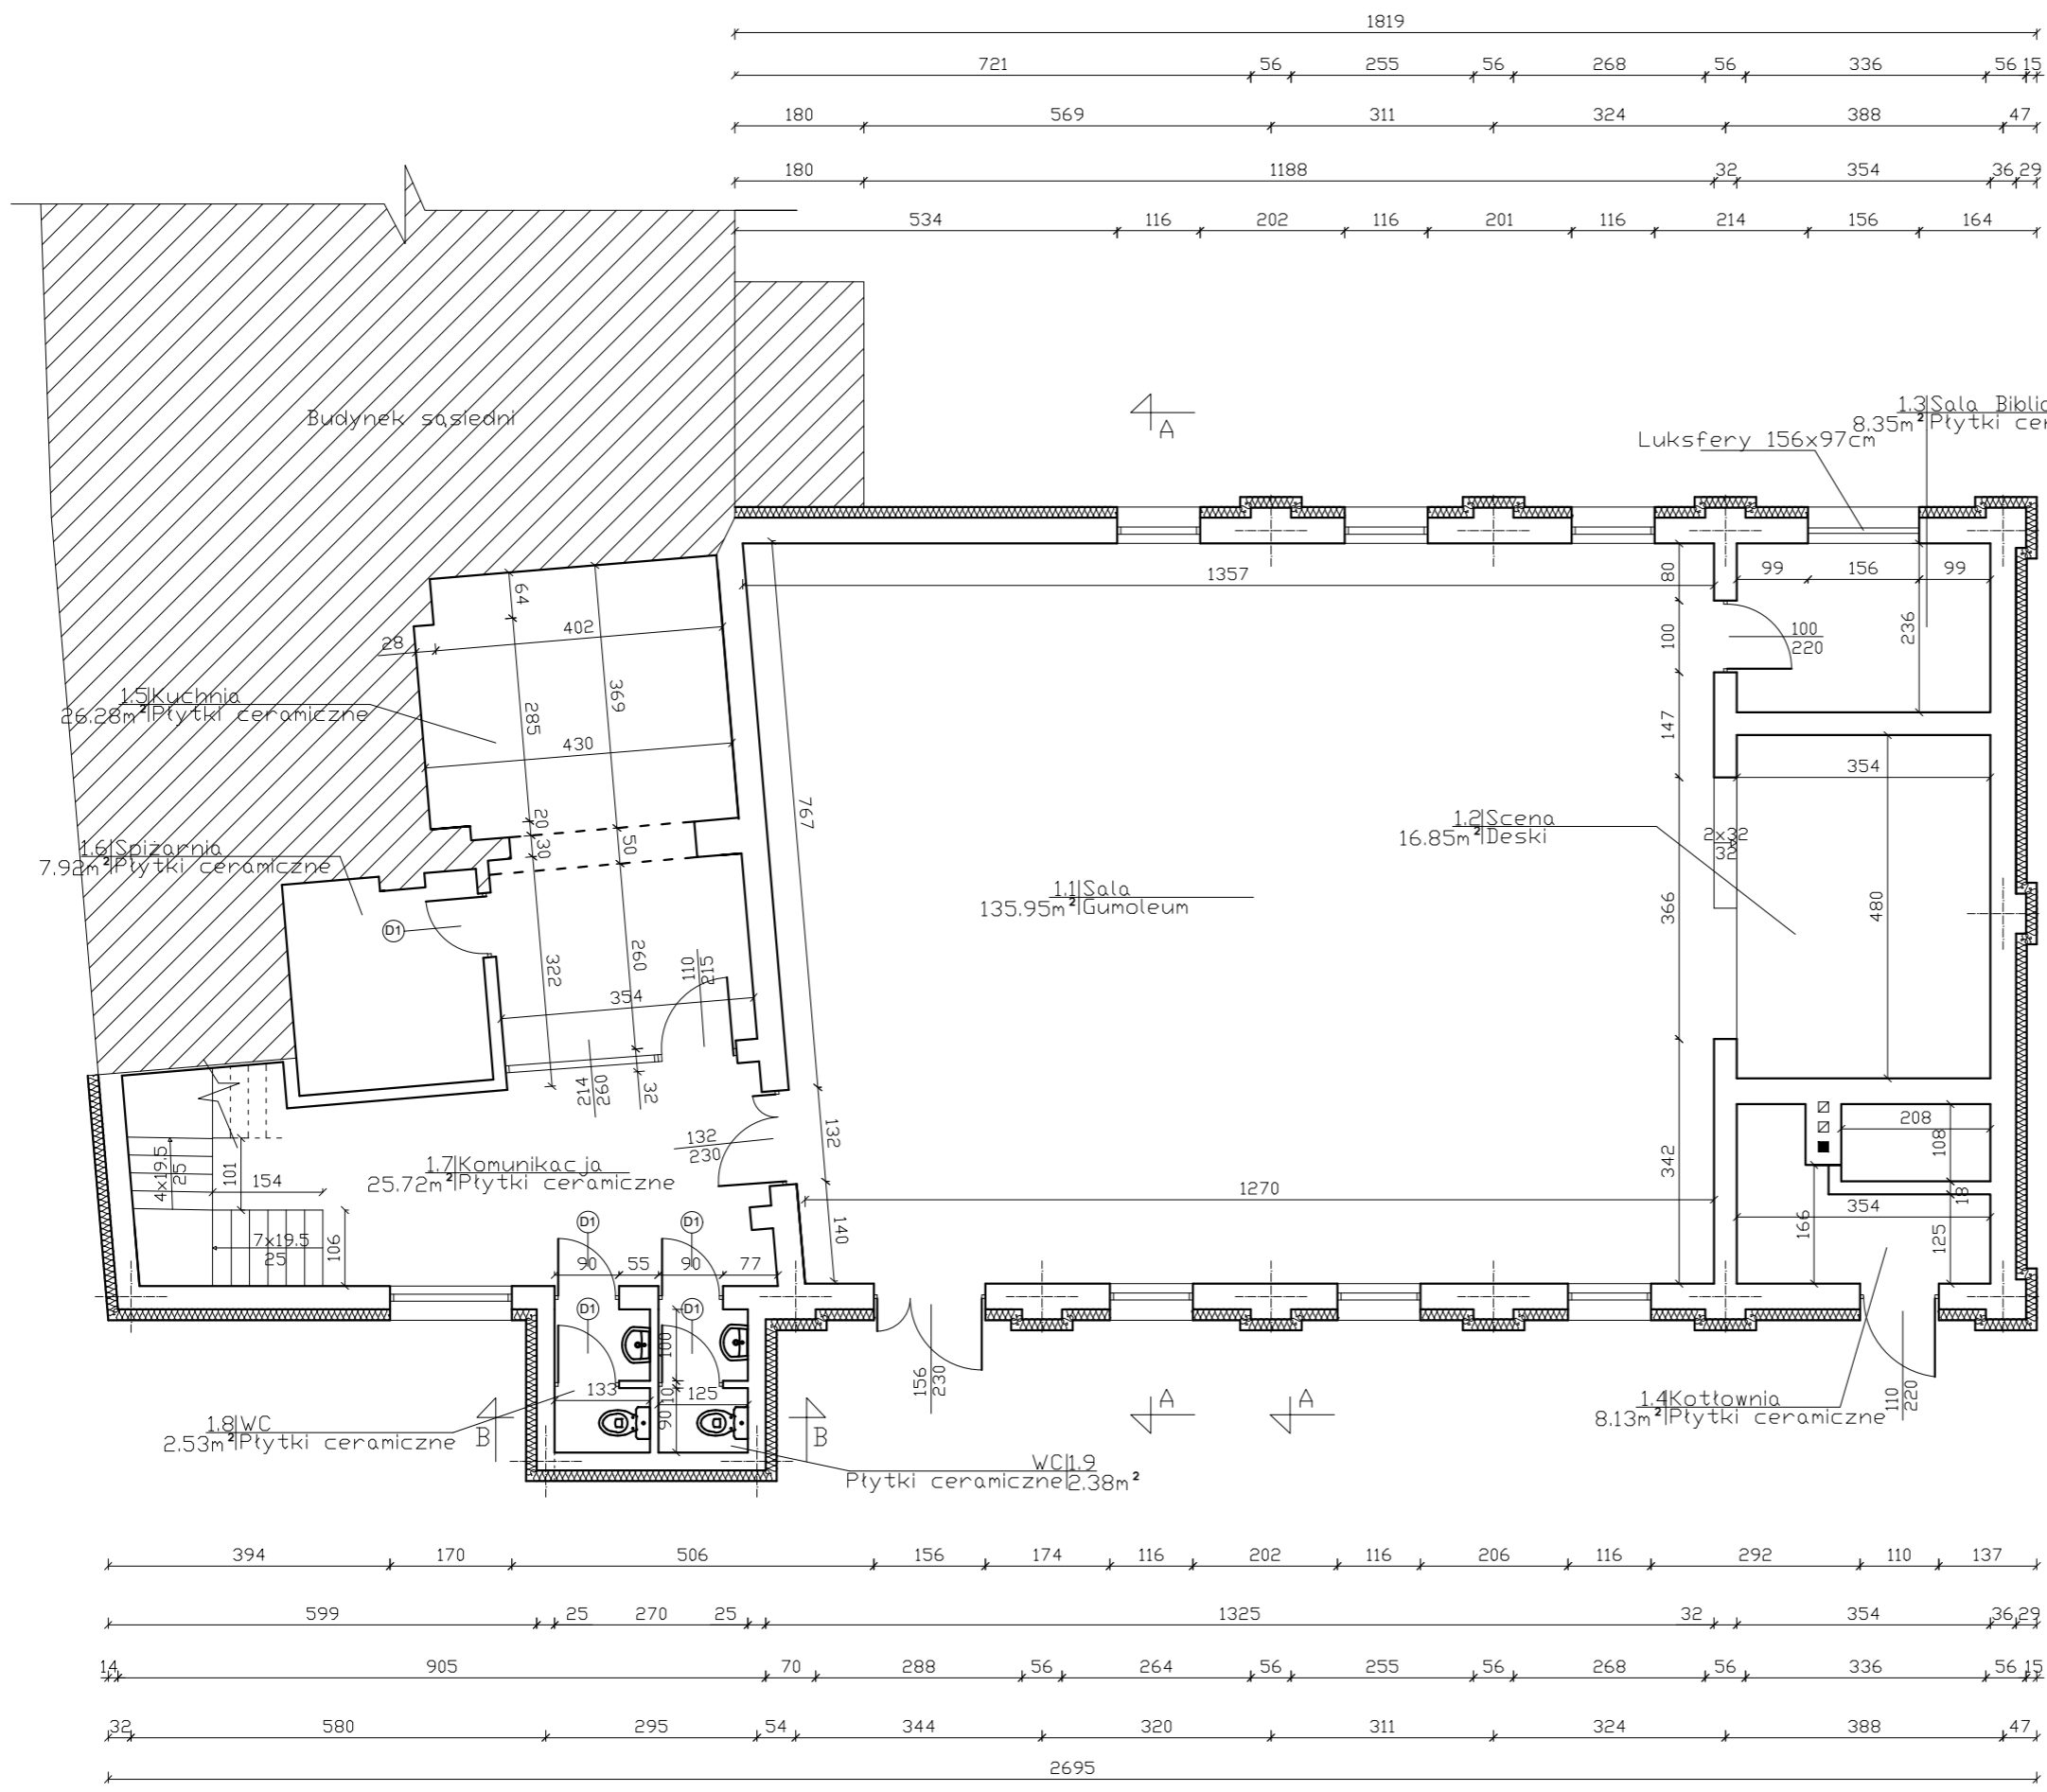 1819
721 56 255 56 268 56 336 56 15
180 569 311 324 388 47
180 1188 32 354 36 29
534 116 202 116 201 116 214 156 164
Budynek sąsiedni
A
1.3 Sala Biblio
8.35m² Płytki cer
Luksfery 156x97cm
1357
80
99 156 99
64
402
28
100
100
220
236
369
285
1.5 Kuchnia
26.28m² Płytki ceramiczne
430
147
354
767
20
30
50
1.2 Scena
16.85m² Deski
2x32
32
1.6 Spiżarnia
7.92m² Płytki ceramiczne
1.1 Sala
135.95m² Gumoleum
366
480
D1
322
260
110
215
354
214
260
32
132
132
230
208
108
4x19.5
25
101
154
1.7 Komunikacja
25.72m² Płytki ceramiczne
342
1270
18
354
166
125
140
7x19.5
25
106
D1 D1
90 55 90 77
D1 D1
100
133
10
125
90
156
230
A A
110
220
1.4 Kotłownia
8.13m² Płytki ceramiczne
1.8 WC
2.53m² Płytki ceramiczne
B B
WC 1.9
Płytki ceramiczne 2.38m²
394 170 506 156 174 116 202 116 206 116 292 110 137
599 25 270 25 1325 32 354 36 29
14 905 70 288 56 264 56 255 56 268 56 336 56 15
32 580 295 54 344 320 311 324 388 47
2695